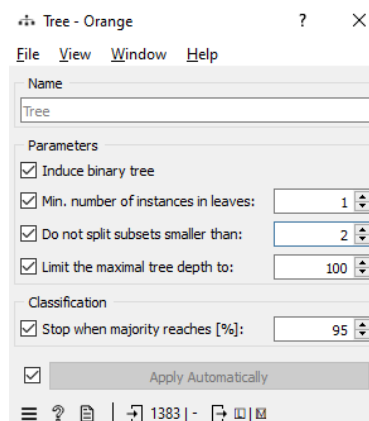 Tree - Orange ? ×
File View Window Help
Name
Tree
Parameters
Induce binary tree
Min. number of instances in leaves: 1
Do not split subsets smaller than: 2
Limit the maximal tree depth to: 100
Classification
Stop when majority reaches [%]: 95
Apply Automatically
? 1383 | - | M